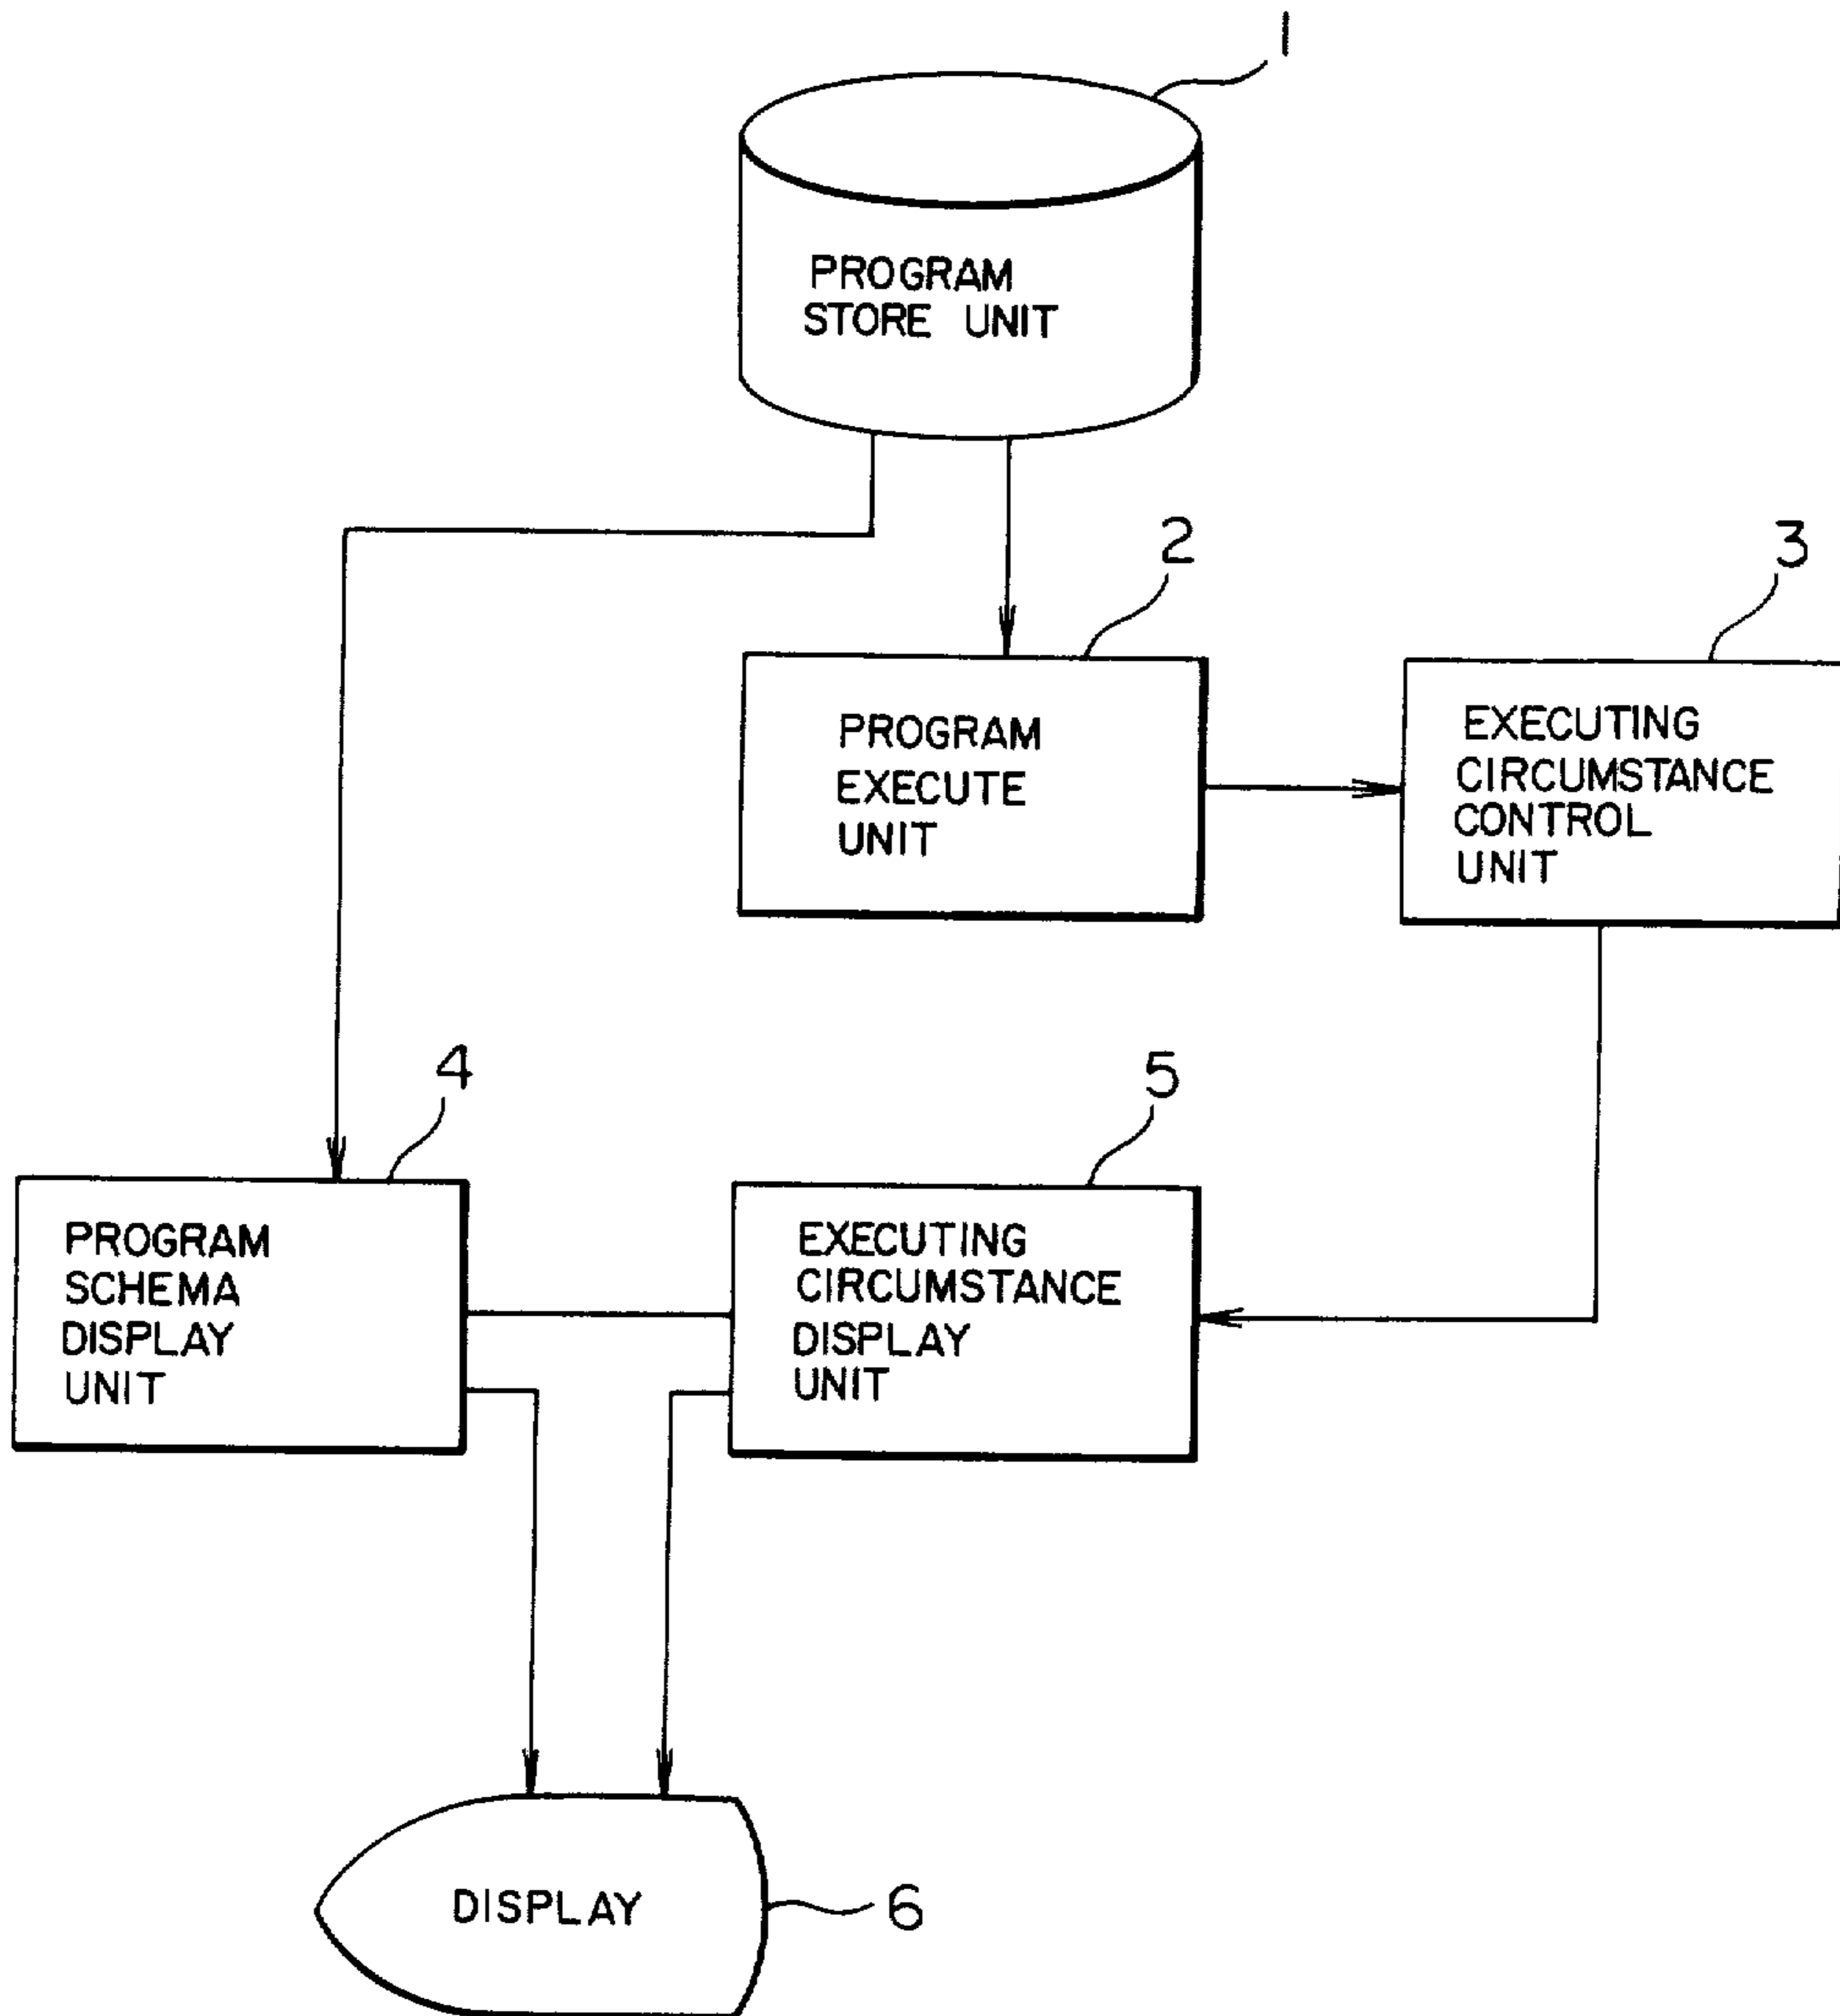 1
PROGRAM
STORE UNIT
2
3
PROGRAM
EXECUTE
UNIT
EXECUTING
CIRCUMSTANCE
CONTROL
UNIT
4
5
PROGRAM
SCHEMA
DISPLAY
UNIT
EXECUTING
CIRCUMSTANCE
DISPLAY
UNIT
DISPLAY
6